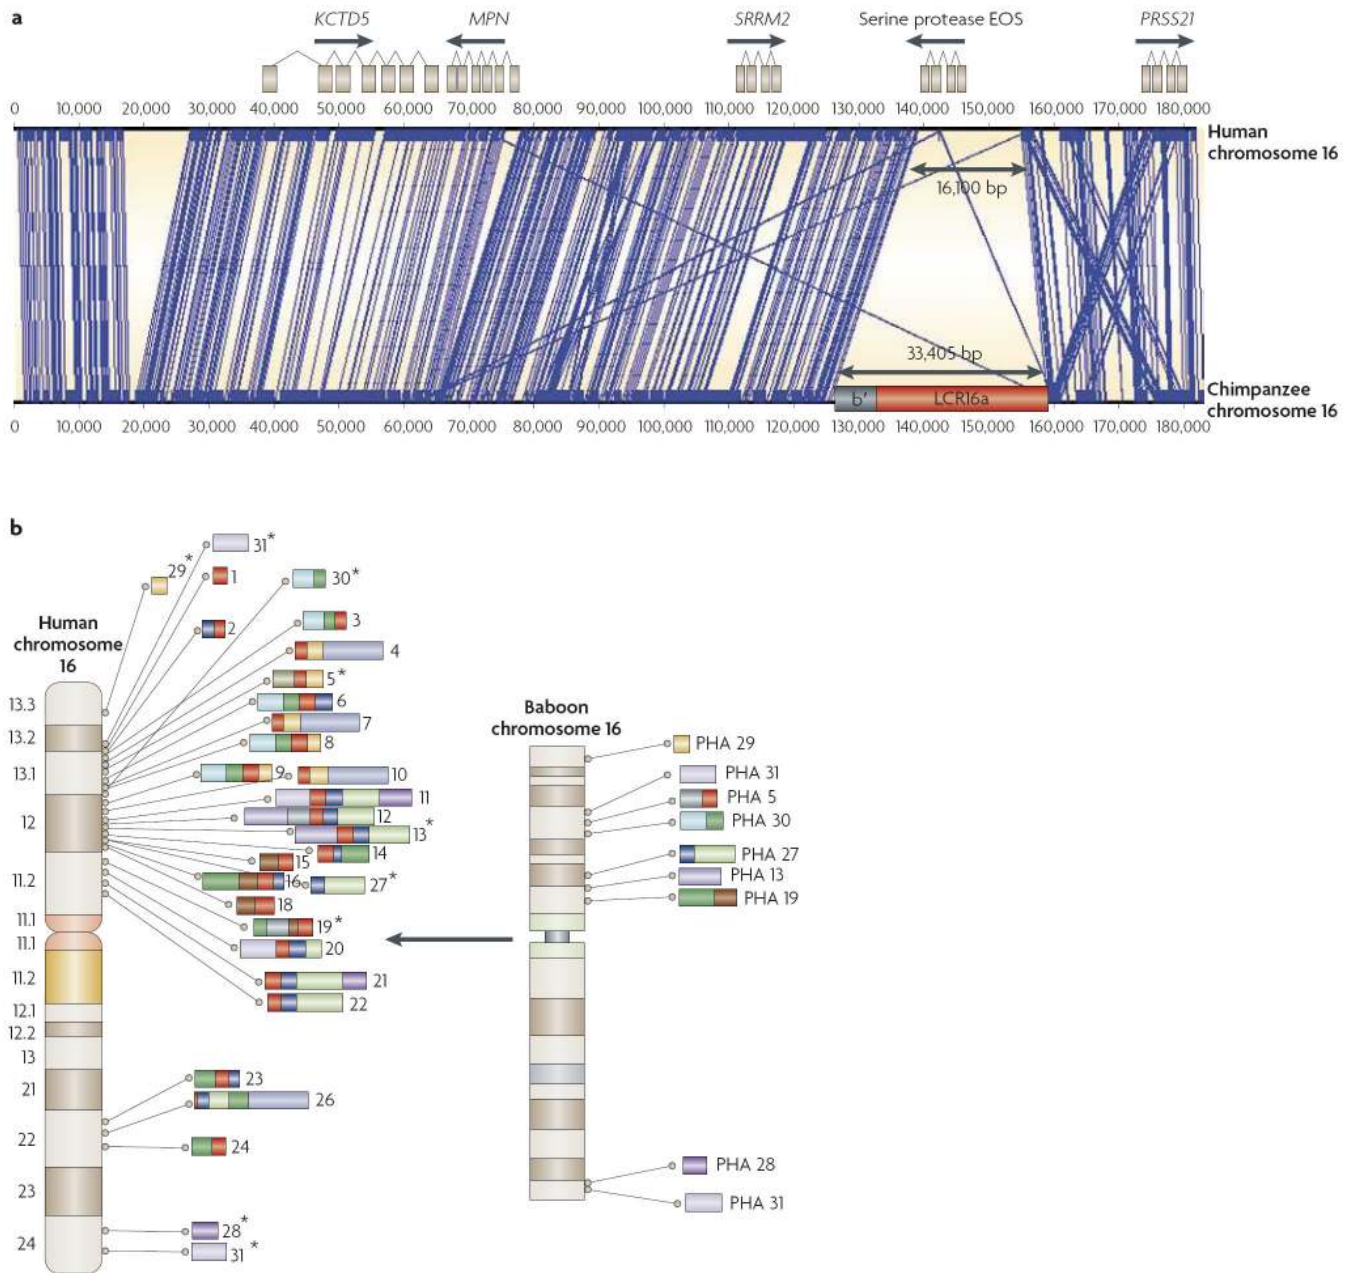 a
KCTD5 MPN SRRM2 Serine protease EOS PRSS21
0 10,000 20,000 30,000 40,000 50,000 60,000 70,000 80,000 90,000 100,000 110,000 120,000 130,000 140,000 150,000 160,000 170,000 180,000
Human
chromosome 16
16,100 bp
33,405 bp
b′ LCR16a
Chimpanzee
chromosome 16
0 10,000 20,000 30,000 40,000 50,000 60,000 70,000 80,000 90,000 100,000 110,000 120,000 130,000 140,000 150,000 160,000 170,000 180,000
b
Human
chromosome
16
13.3
13.2
13.1
12
11.2
11.1
11.1
11.2
12.1
12.2
13
21
22
23
24
31*
29*
1
30*
2
3
4
5*
6
7
8
9
10
11
12
13*
14
15
16
27*
18
19*
20
21
22
23
26
24
28*
31*
Baboon
chromosome 16
PHA 29
PHA 31
PHA 5
PHA 30
PHA 27
PHA 13
PHA 19
PHA 28
PHA 31